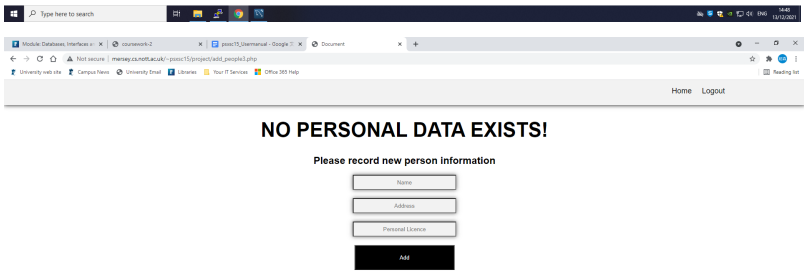 Type here to search
ENG
14:48
13/12/2021
Module: Databases, Interfaces a
coursework-2
psxsc15_Usermanual - Google
Document
Not secure | mersey.cs.nott.ac.uk/~psxsc15/project/add_people3.php
University web site
Campus News
University Email
Libraries
Your IT Services
Office 365 Help
Reading list
Home
Logout
NO PERSONAL DATA EXISTS!
Please record new person information
Name
Address
Personal Licence
Add